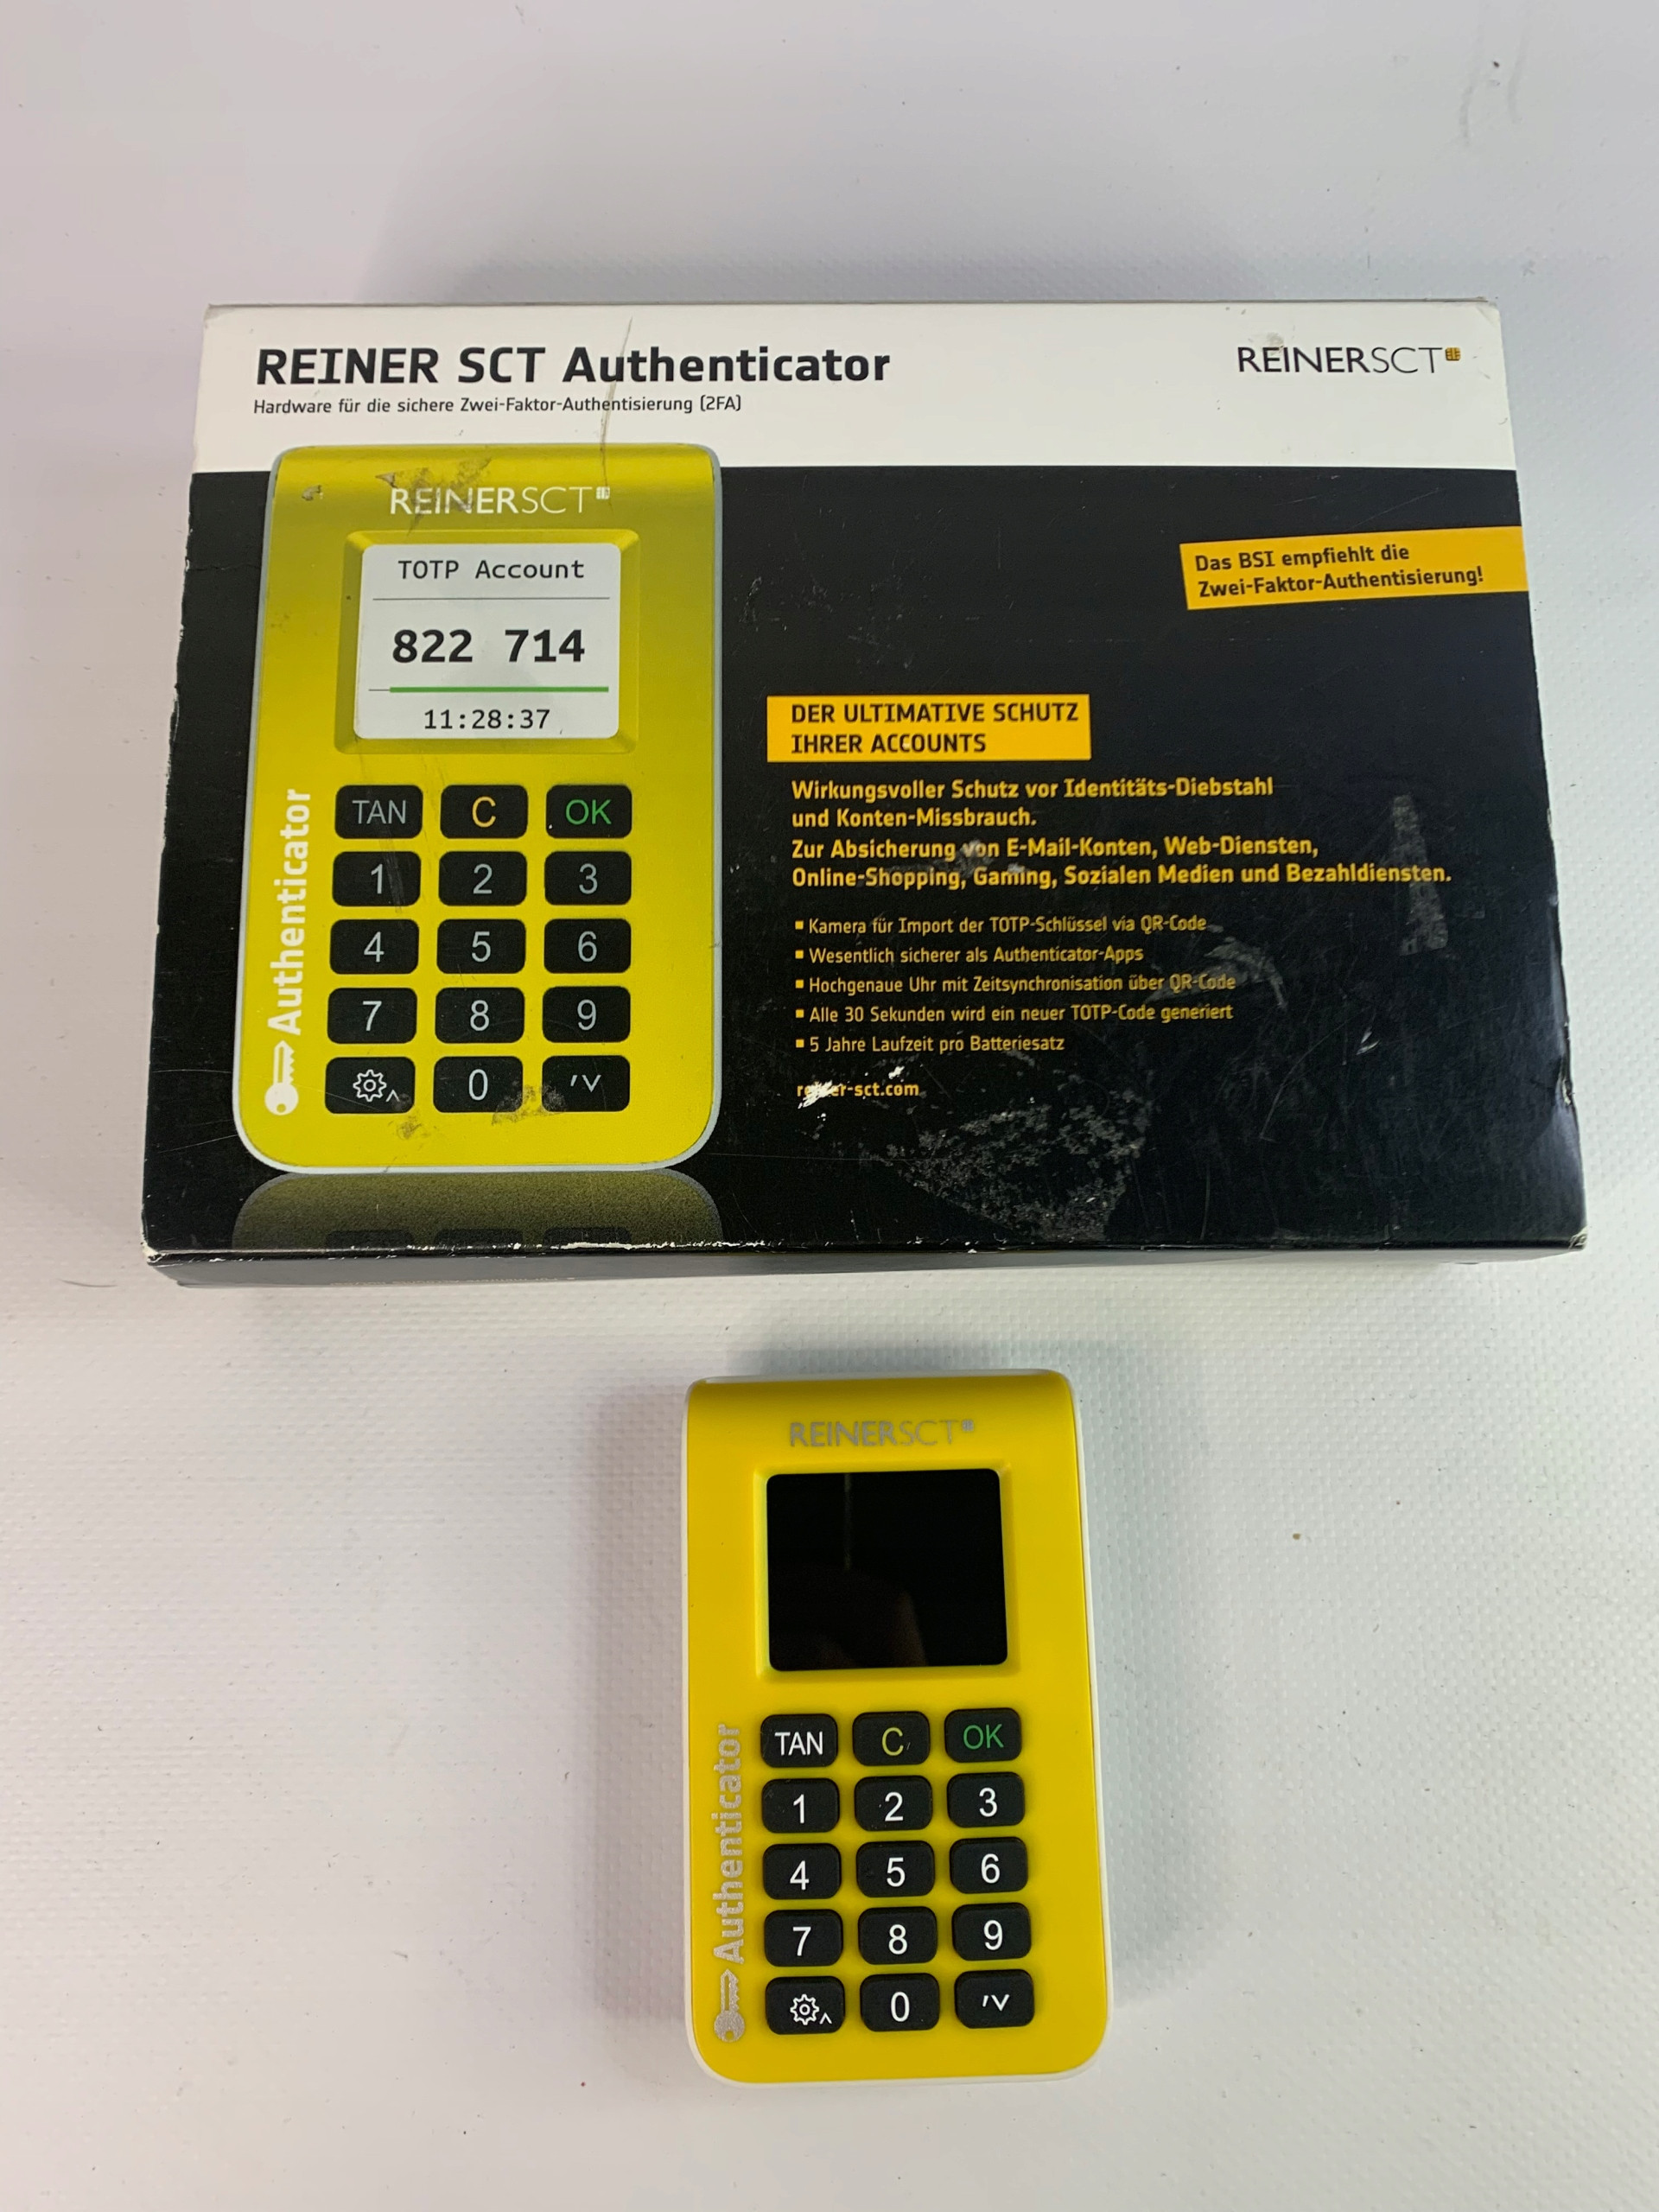 REINER SCT Authenticator
Hardware für die sichere Zwei-Faktor-Authentisierung (2FA)
REINERSCT
REINERSCT
TOTP Account
822 714
11:28:37
Authenticator
TAN C OK
1 2 3
4 5 6
7 8 9
0
Das BSI empfiehlt die
Zwei-Faktor-Authentisierung!
DER ULTIMATIVE SCHUTZ
IHRER ACCOUNTS
Wirkungsvoller Schutz vor Identitäts-Diebstahl
und Konten-Missbrauch.
Zur Absicherung von E-Mail-Konten, Web-Diensten,
Online-Shopping, Gaming, Sozialen Medien und Bezahldiensten.
▪ Kamera für Import der TOTP-Schlüssel via QR-Code
▪ Wesentlich sicherer als Authenticator-Apps
▪ Hochgenaue Uhr mit Zeitsynchronisation über QR-Code
▪ Alle 30 Sekunden wird ein neuer TOTP-Code generiert
▪ 5 Jahre Laufzeit pro Batteriesatz
reiner-sct.com
REINERSCT
Authenticator
TAN C OK
1 2 3
4 5 6
7 8 9
0